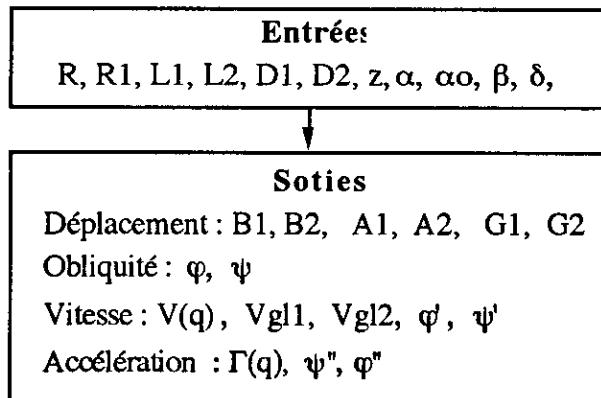 Entrées
R, R1, L1, L2, D1, D2, z, α, αo, β, δ,
Soties
Déplacement : B1, B2, A1, A2, G1, G2
Obliquité : φ, ψ
Vitesse : V(q), Vgl1, Vgl2, φ', ψ'
Accélération : Γ(q), ψ", φ"